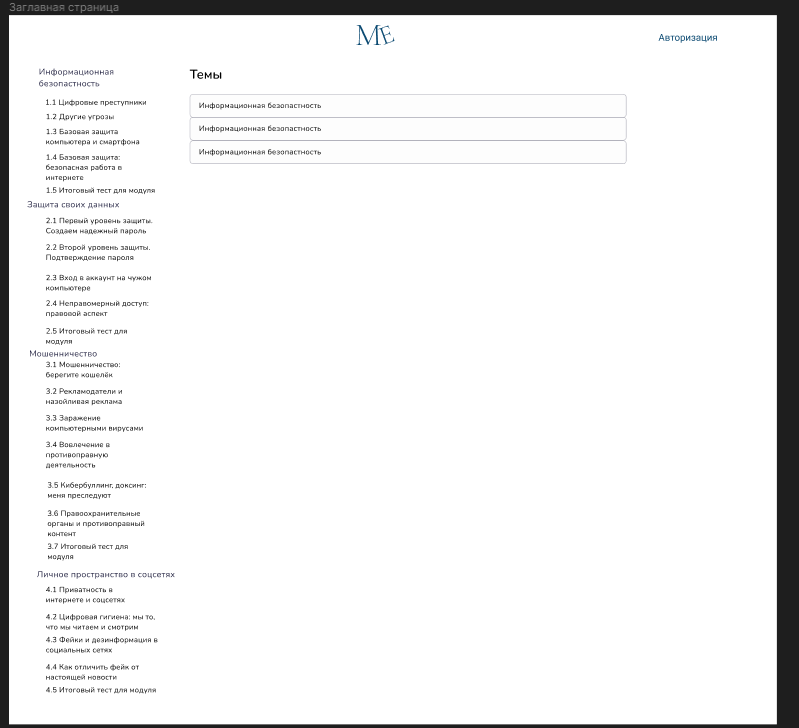 Заглавная страница
ME
Авторизация
Информационная
безопастность
1.1 Цифровые преступники
1.2 Другие угрозы
1.3 Базовая защита
компьютера и смартфона
1.4 Базовая защита:
безопасная работа в
интернете
1.5 Итоговый тест для модуля
Защита своих данных
2.1 Первый уровень защиты.
Создаем надежный пароль
2.2 Второй уровень защиты.
Подтверждение пароля
2.3 Вход в аккаунт на чужом
компьютере
2.4 Неправомерный доступ:
правовой аспект
2.5 Итоговый тест для
модуля
Мошенничество
3.1 Мошенничество:
берегите кошелёк
3.2 Рекламодатели и
назойливая реклама
3.3 Заражение
компьютерными вирусами
3.4 Вовлечение в
противоправную
деятельность
3.5 Кибербуллинг, доксинг:
меня преследуют
3.6 Правоохранительные
органы и противоправный
контент
3.7 Итоговый тест для
модуля
Личное пространство в соцсетях
4.1 Приватность в
интернете и соцсетях
4.2 Цифровая гигиена: мы то,
что мы читаем и смотрим
4.3 Фейки и дезинформация в
социальных сетях
4.4 Как отличить фейк от
настоящей новости
4.5 Итоговый тест для модуля
Темы
Информационная безопастность
Информационная безопастность
Информационная безопастность